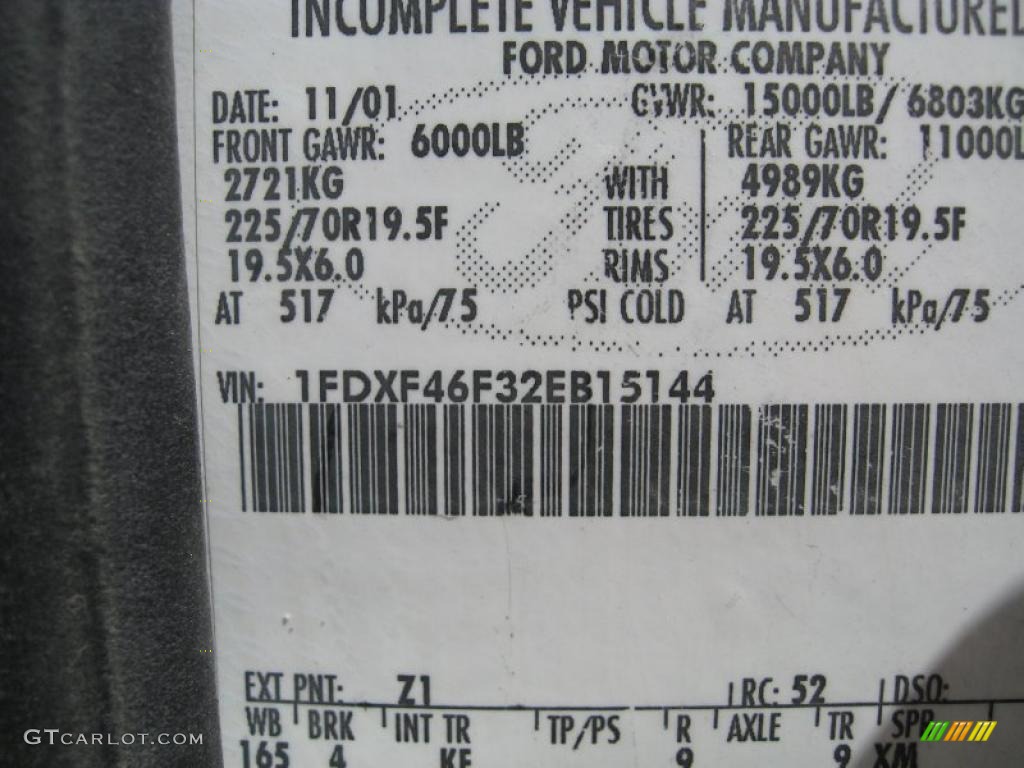 INCOMPLETE VEHICLE MANUFACTURED
FORD MOTOR COMPANY
DATE: 11/01 GVWR: 15000LB/ 6803KG
FRONT GAWR: 6000LB REAR GAWR: 11000L
2721KG WITH 4989KG
225/70R19.5F TIRES 225/70R19.5F
19.5X6.0 RIMS 19.5X6.0
AT 517 kPa/75 PSI COLD AT 517 kPa/75
VIN: 1FDXF46F32EB15144
EXT PNT: Z1 RC: 52 DSO:
WB BRK INT TR TP/PS R AXLE TR SPR
165 4 KE 9 9 XM
GTCARLOT.COM